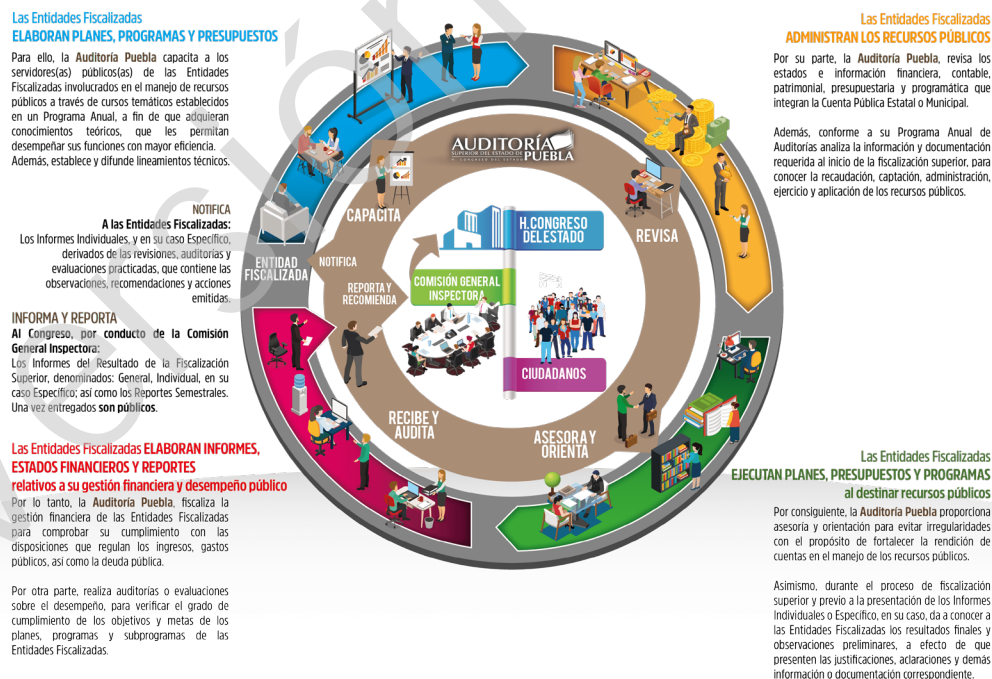 Las Entidades Fiscalizadas
ELABORAN PLANES, PROGRAMAS Y PRESUPUESTOS
Para ello, la Auditoría Puebla capacita a los
servidores(as) públicos(as) de las Entidades
Fiscalizadas involucrados en el manejo de recursos
públicos a través de cursos temáticos establecidos
en un Programa Anual, a fin de que adquieran
conocimientos teóricos, que les permitan
desempeñar sus funciones con mayor eficiencia.
Además, establece y difunde lineamientos técnicos.
NOTIFICA
A las Entidades Fiscalizadas:
Los Informes Individuales, y en su caso Específico,
derivados de las revisiones, auditorías y
evaluaciones practicadas, que contiene las
observaciones, recomendaciones y acciones
emitidas.
INFORMA Y REPORTA
Al Congreso, por conducto de la Comisión
General Inspectora:
Los Informes del Resultado de la Fiscalización
Superior, denominados: General, Individual, en su
caso Específico; así como los Reportes Semestrales.
Una vez entregados son públicos.
Las Entidades Fiscalizadas ELABORAN INFORMES,
ESTADOS FINANCIEROS Y REPORTES
relativos a su gestión financiera y desempeño público
Por lo tanto, la Auditoría Puebla, fiscaliza la
gestión financiera de las Entidades Fiscalizadas
para comprobar su cumplimiento con las
disposiciones que regulan los ingresos, gastos
públicos, así como la deuda pública.
Por otra parte, realiza auditorías o evaluaciones
sobre el desempeño, para verificar el grado de
cumplimiento de los objetivos y metas de los
planes, programas y subprogramas de las
Entidades Fiscalizadas.
AUDITORÍA
SUPERIOR DEL ESTADO DE PUEBLA
H. CONGRESO DEL ESTADO
CAPACITA
REVISA
ENTIDAD
FISCALIZADA
NOTIFICA
REPORTA Y
RECOMIENDA
H.CONGRESO
DEL ESTADO
COMISIÓN GENERAL
INSPECTORA
CIUDADANOS
RECIBE Y
AUDITA
ASESORA Y
ORIENTA
Las Entidades Fiscalizadas
ADMINISTRAN LOS RECURSOS PÚBLICOS
Por su parte, la Auditoría Puebla, revisa los
estados e información financiera, contable,
patrimonial, presupuestaria y programática que
integran la Cuenta Pública Estatal o Municipal.
Además, conforme a su Programa Anual de
Auditorías analiza la información y documentación
requerida al inicio de la fiscalización superior, para
conocer la recaudación, captación, administración,
ejercicio y aplicación de los recursos públicos.
Las Entidades Fiscalizadas
EJECUTAN PLANES, PRESUPUESTOS Y PROGRAMAS
al destinar recursos públicos
Por consiguiente, la Auditoría Puebla proporciona
asesoría y orientación para evitar irregularidades
con el propósito de fortalecer la rendición de
cuentas en el manejo de los recursos públicos.
Asimismo, durante el proceso de fiscalización
superior y previo a la presentación de los Informes
Individuales o Específico, en su caso, da a conocer a
las Entidades Fiscalizadas los resultados finales y
observaciones preliminares, a efecto de que
presenten las justificaciones, aclaraciones y demás
información o documentación correspondiente.